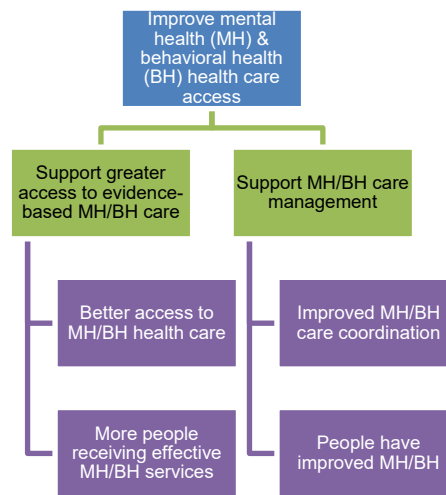 Improve mental
health (MH) &
behavioral health
(BH) health care
access
Support greater
access to evidence-
based MH/BH care
Support MH/BH care
management
Better access to
MH/BH health care
More people
receiving effective
MH/BH services
Improved MH/BH
care coordination
People have
improved MH/BH